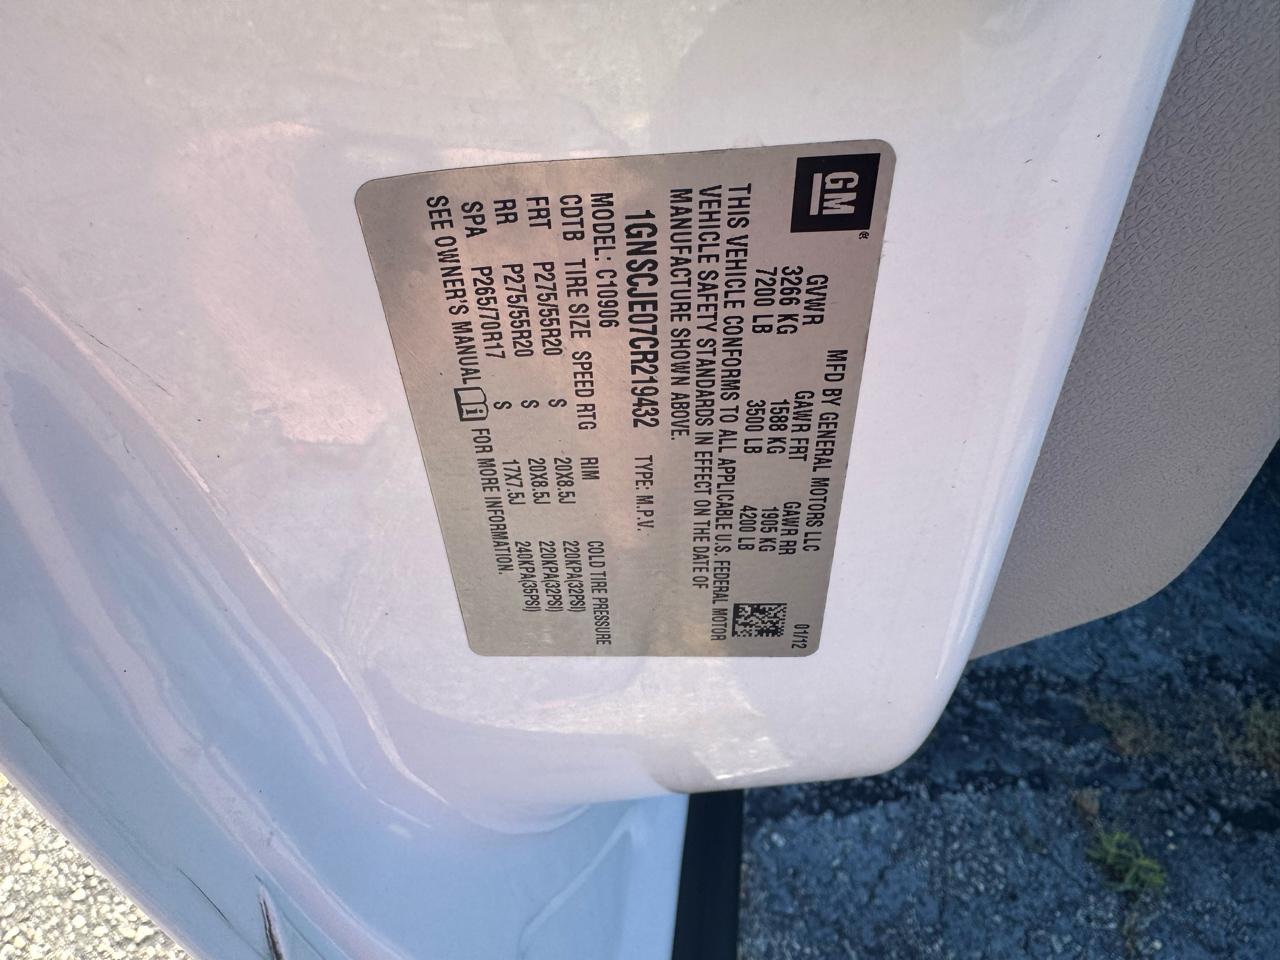 GM®
MFD BY GENERAL MOTORS LLC 01/12
GVWR GAWR FRT GAWR RR
3266 KG 1588 KG 1905 KG
7200 LB 3500 LB 4200 LB
THIS VEHICLE CONFORMS TO ALL APPLICABLE U.S. FEDERAL MOTOR
VEHICLE SAFETY STANDARDS IN EFFECT ON THE DATE OF
MANUFACTURE SHOWN ABOVE.
1GNSCJE07CR219432 TYPE: M.P.V.
MODEL: C10906
CDTB TIRE SIZE SPEED RTG RIM COLD TIRE PRESSURE
FRT P275/55R20 S 20X8.5J 220KPA(32PSI)
RR P275/55R20 S 20X8.5J 220KPA(32PSI)
SPA P265/70R17 S 17X7.5J 240KPA(35PSI)
SEE OWNER'S MANUAL FOR MORE INFORMATION.